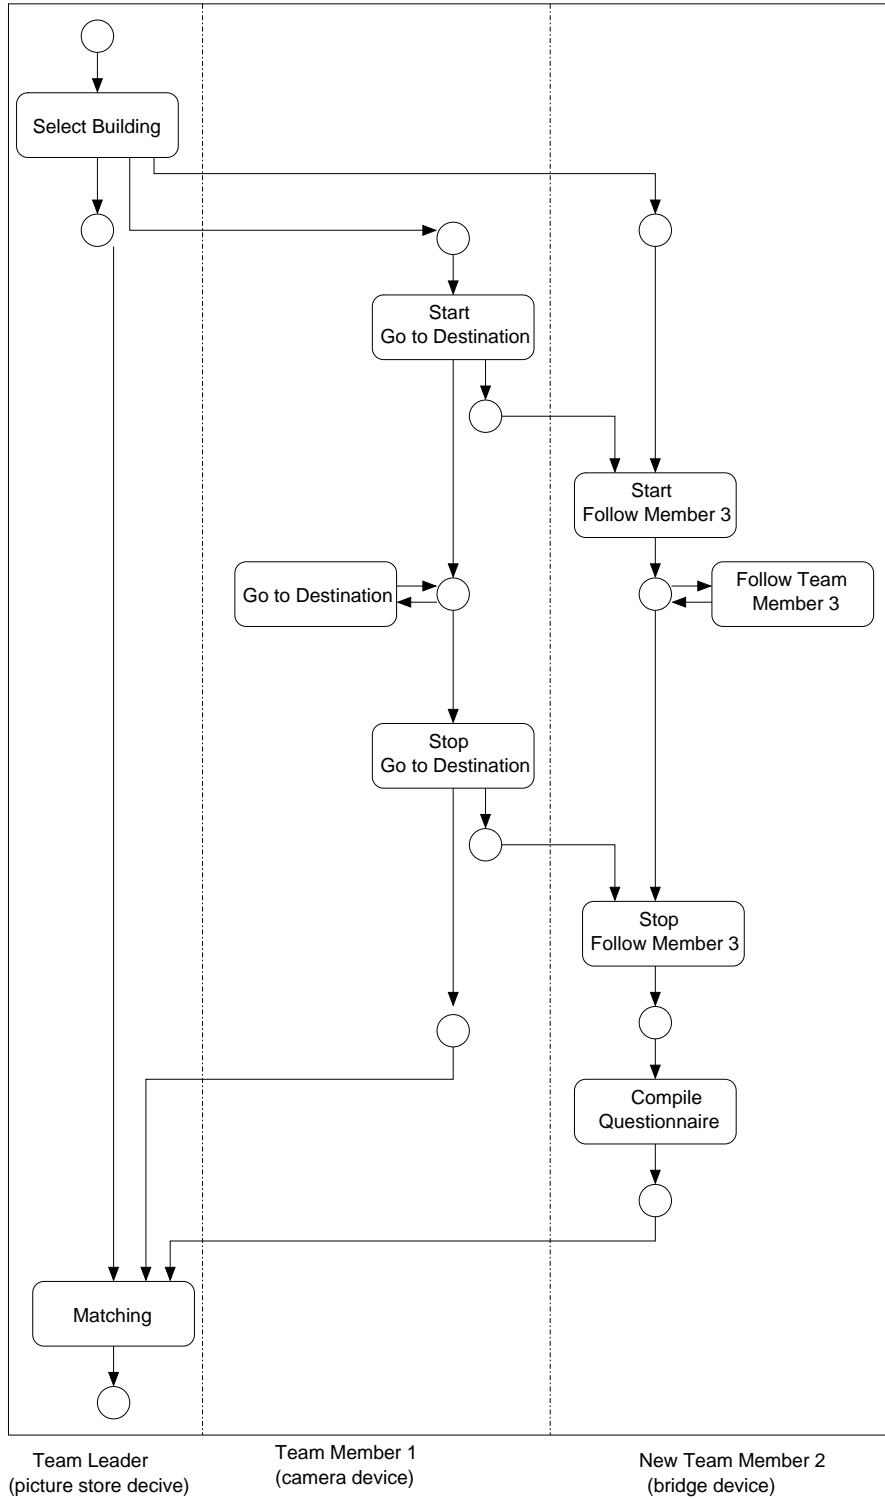 Select Building
Start
Go to Destination
Start
Follow Member 3
Go to Destination
Follow Team
Member 3
Stop
Go to Destination
Stop
Follow Member 3
Compile
Questionnaire
Matching
Team Leader
(picture store decive)
Team Member 1
(camera device)
New Team Member 2
(bridge device)